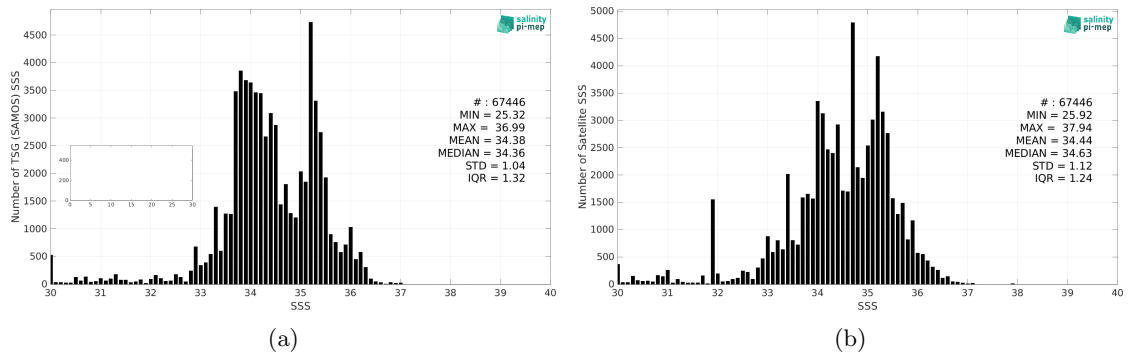 salinity
pi-mep
Number of TSG (SAMOS) SSS
4500
4000
3500
3000
2500
2000
1500
1000
500
0
# : 67446
MIN = 25.32
MAX = 36.99
MEAN = 34.38
MEDIAN = 34.36
STD = 1.04
IQR = 1.32
400
200
0
0 5 10 15 20 25 30
30 31 32 33 34 35 36 37 38 39 40
SSS
(a)
salinity
pi-mep
Number of Satellite SSS
5000
4500
4000
3500
3000
2500
2000
1500
1000
500
0
# : 67446
MIN = 25.92
MAX = 37.94
MEAN = 34.44
MEDIAN = 34.63
STD = 1.12
IQR = 1.24
30 31 32 33 34 35 36 37 38 39 40
SSS
(b)